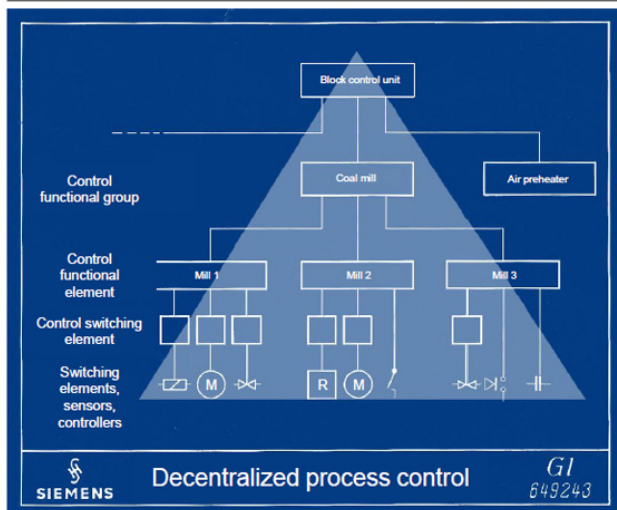 Block control unit
Control
functional group
Coal mill
Air preheater
Control
functional
element
Mill 1
Mill 2
Mill 3
Control switching
element
Switching
elements,
sensors,
controllers
M
R
M
SIEMENS
Decentralized process control
G1
649243